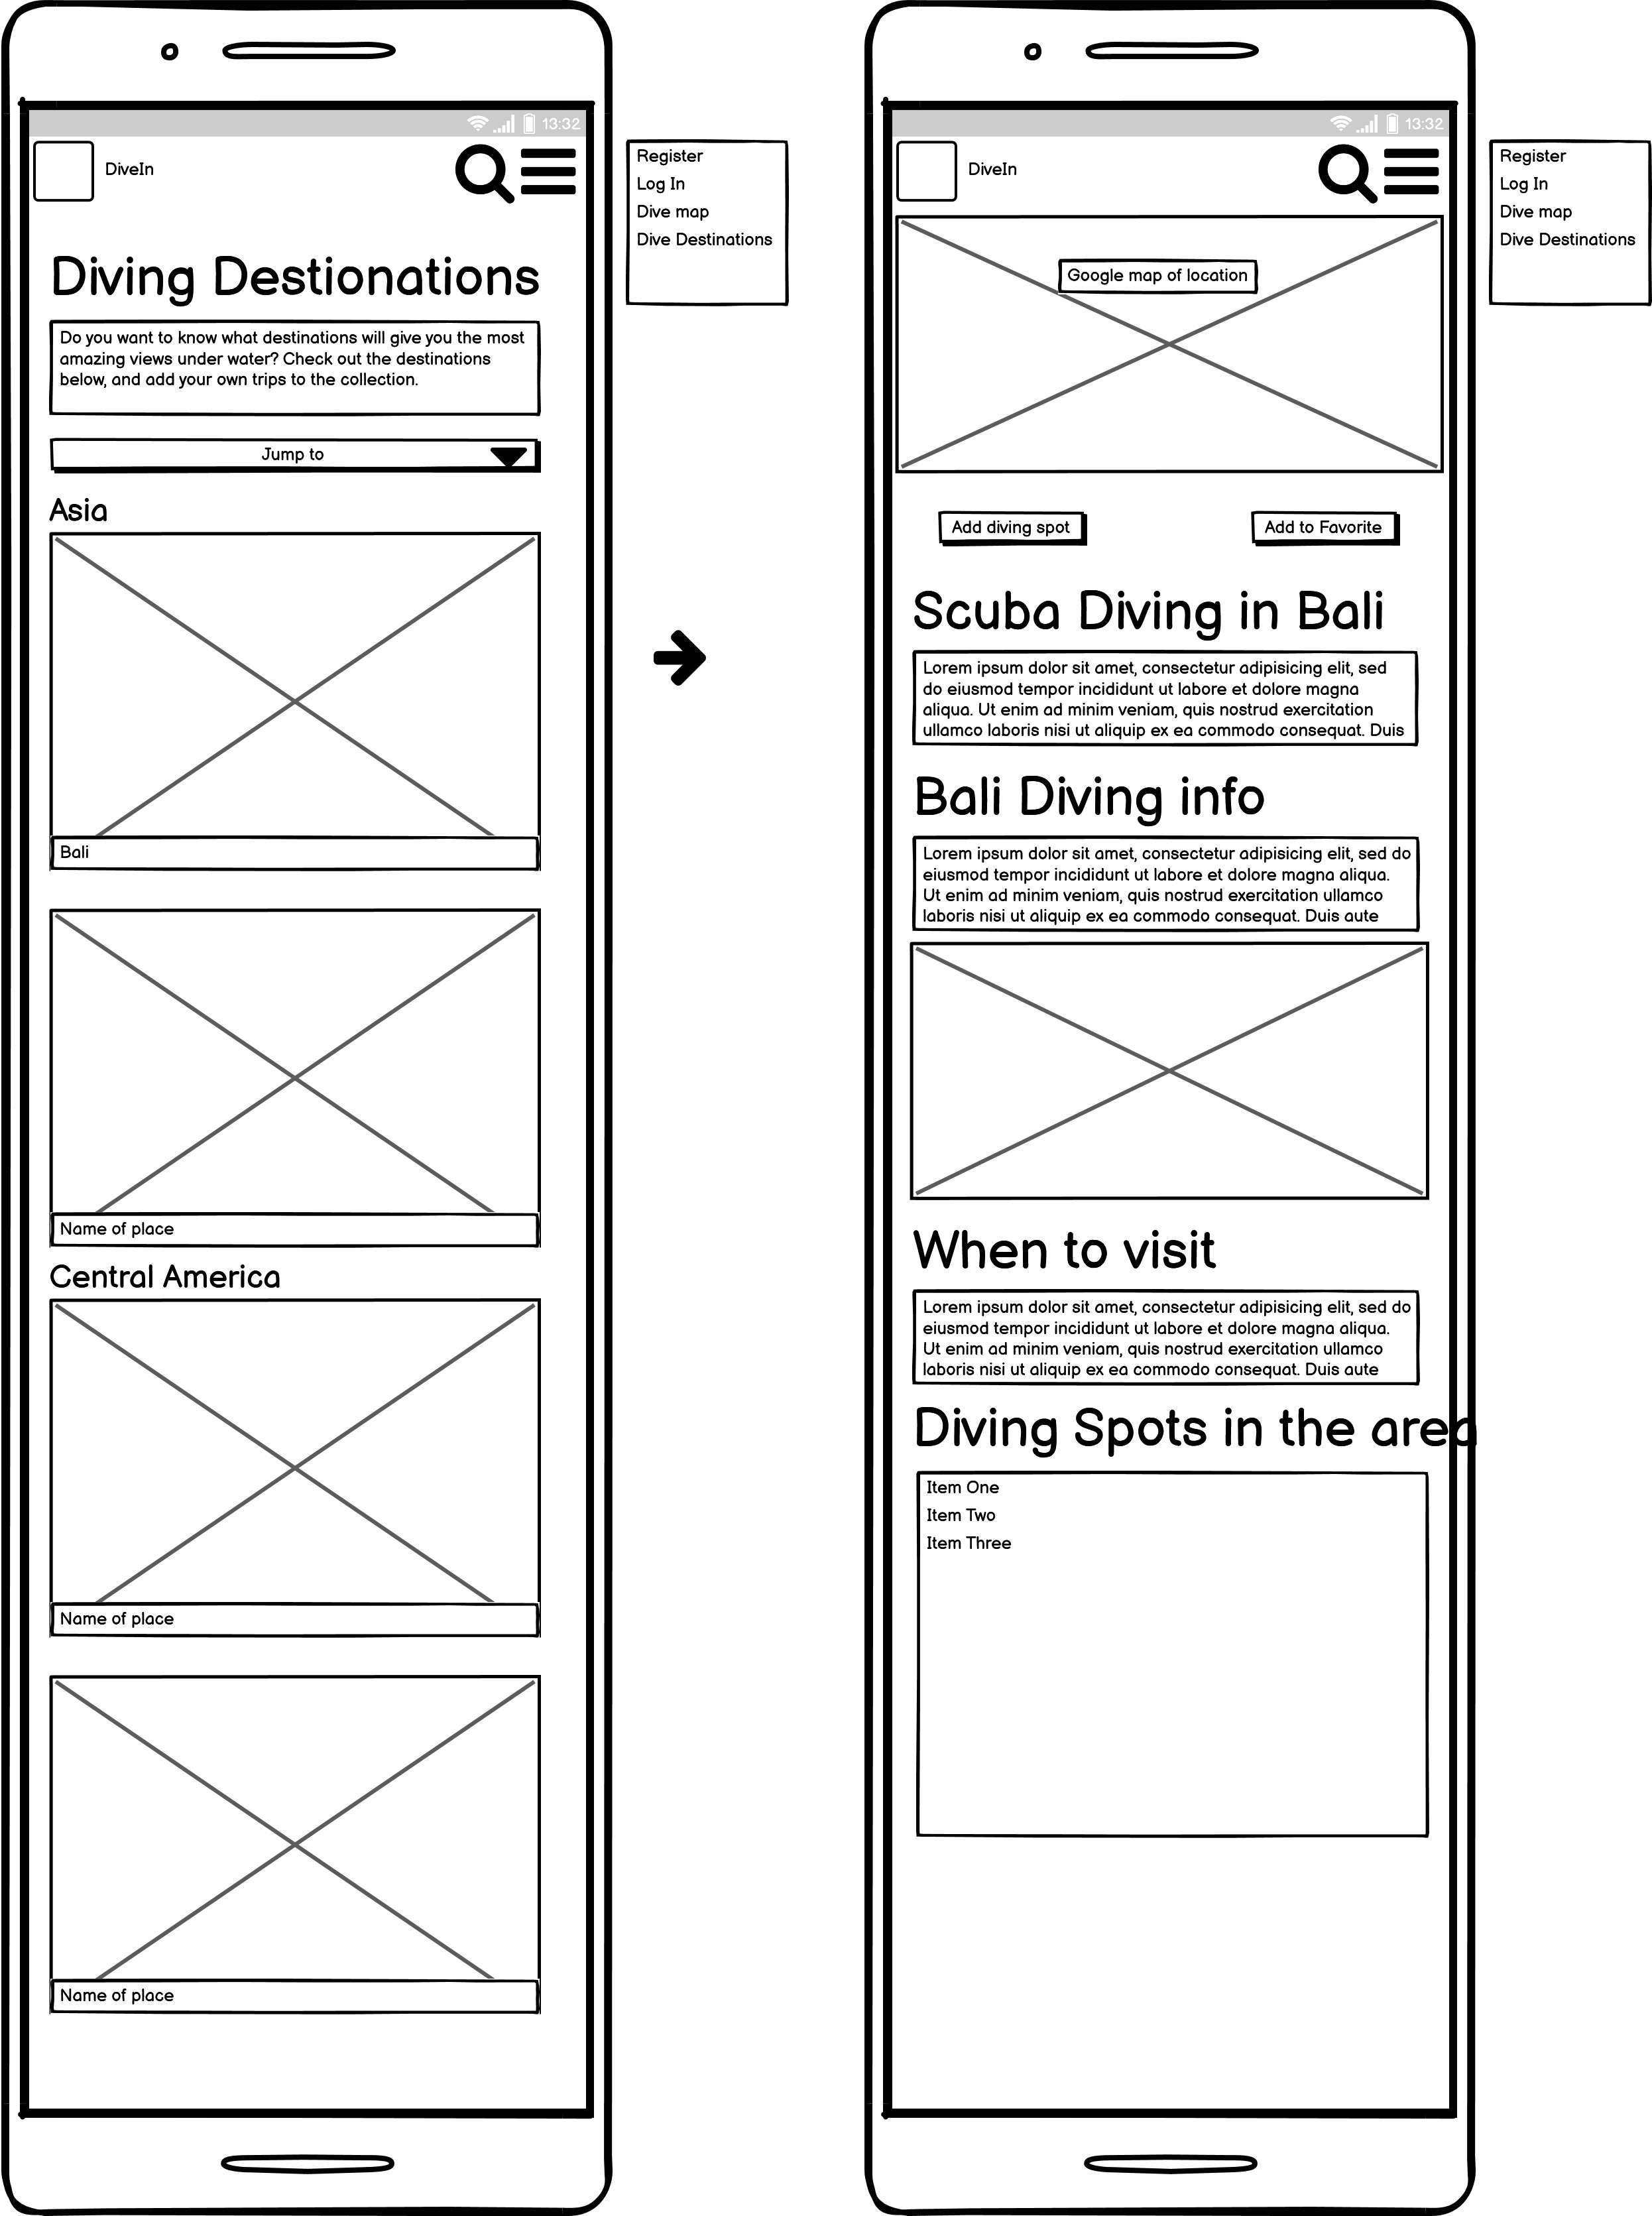 13:32
DiveIn
Register
Log In
Dive map
Dive Destinations
Diving Destionations
Do you want to know what destinations will give you the most
amazing views under water? Check out the destinations
below, and add your own trips to the collection.
Jump to
Asia
Bali
Name of place
Central America
Name of place
Name of place
13:32
DiveIn
Register
Log In
Dive map
Dive Destinations
Google map of location
Add diving spot
Add to Favorite
Scuba Diving in Bali
Lorem ipsum dolor sit amet, consectetur adipisicing elit, sed
do eiusmod tempor incididunt ut labore et dolore magna
aliqua. Ut enim ad minim veniam, quis nostrud exercitation
ullamco laboris nisi ut aliquip ex ea commodo consequat. Duis
Bali Diving info
Lorem ipsum dolor sit amet, consectetur adipisicing elit, sed do
eiusmod tempor incididunt ut labore et dolore magna aliqua.
Ut enim ad minim veniam, quis nostrud exercitation ullamco
laboris nisi ut aliquip ex ea commodo consequat. Duis aute
When to visit
Lorem ipsum dolor sit amet, consectetur adipisicing elit, sed do
eiusmod tempor incididunt ut labore et dolore magna aliqua.
Ut enim ad minim veniam, quis nostrud exercitation ullamco
laboris nisi ut aliquip ex ea commodo consequat. Duis aute
Diving Spots in the area
Item One
Item Two
Item Three